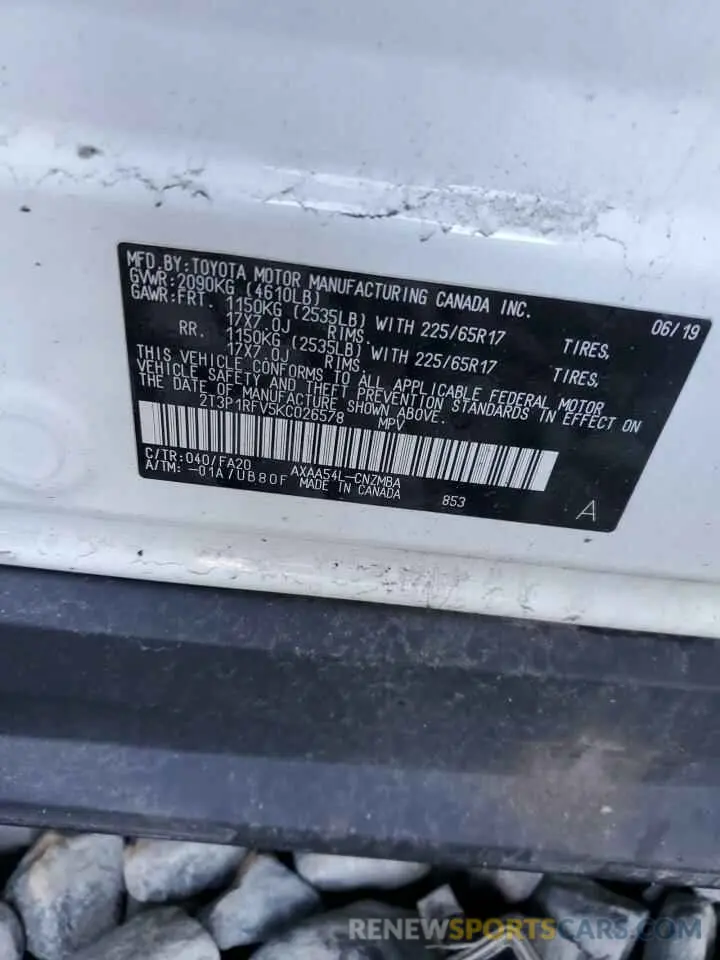 MFD.BY:TOYOTA MOTOR MANUFACTURING CANADA INC.
GVWR:2090KG (4610LB) 06/19
GAWR:FRT. 1150KG (2535LB) WITH 225/65R17 TIRES,
17X7.0J RIMS.
RR. 1150KG (2535LB) WITH 225/65R17 TIRES,
17X7.0J RIMS.
THIS VEHICLE CONFORMS TO ALL APPLICABLE FEDERAL MOTOR
VEHICLE SAFETY AND THEFT PREVENTION STANDARDS IN EFFECT ON
THE DATE OF MANUFACTURE SHOWN ABOVE.
2T3P1RFV5KC026578 MPV
C/TR:040/FA20 AXAA54L-CNZMBA
A/TM: -01A/UB80F MADE IN CANADA 853
A
RENEWSPORTSCARS.COM